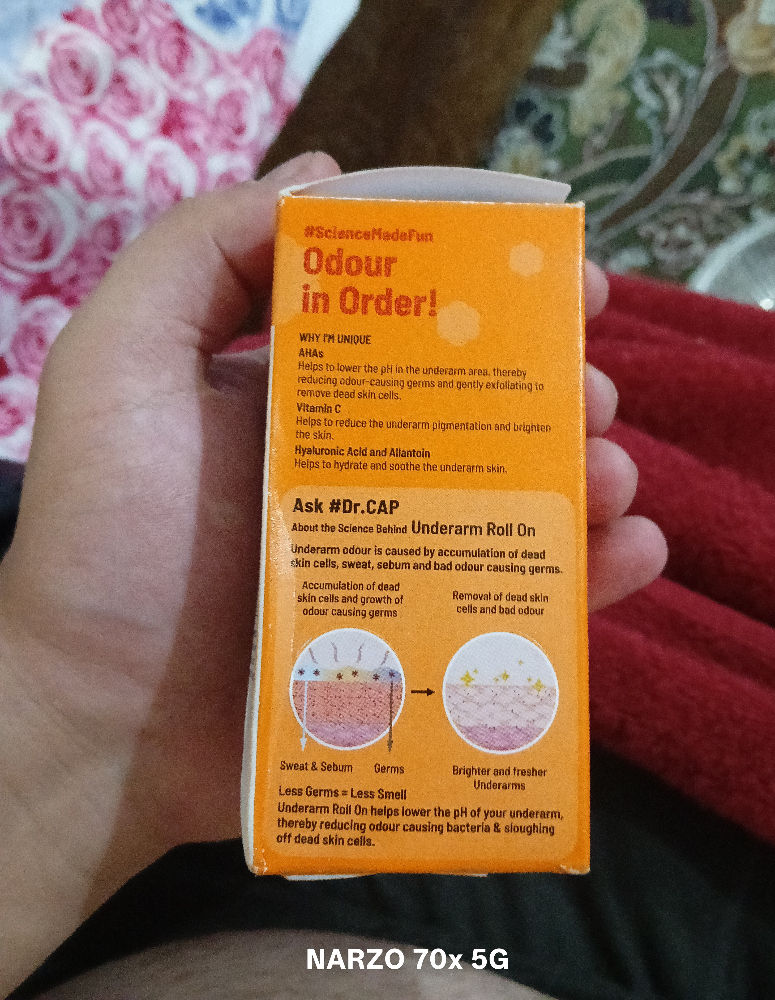 #ScienceMadeFun
Odour
in Order!
WHY I'M UNIQUE
AHAs
Helps to lower the pH in the underarm area, thereby
reducing odour-causing germs and gently exfoliating to
remove dead skin cells.
Vitamin C
Helps to reduce the underarm pigmentation and brighten
the skin.
Hyaluronic Acid and Allantoin
Helps to hydrate and soothe the underarm skin.
Ask #Dr.CAP
About the Science Behind Underarm Roll On
Underarm odour is caused by accumulation of dead
skin cells, sweat, sebum and bad odour causing germs.
Accumulation of dead
skin cells and growth of
odour causing germs
Removal of dead skin
cells and bad odour
Sweat & Sebum
Germs
Brighter and fresher
Underarms
Less Germs = Less Smell
Underarm Roll On helps lower the pH of your underarm,
thereby reducing odour causing bacteria & sloughing
off dead skin cells.
NARZO 70x 5G